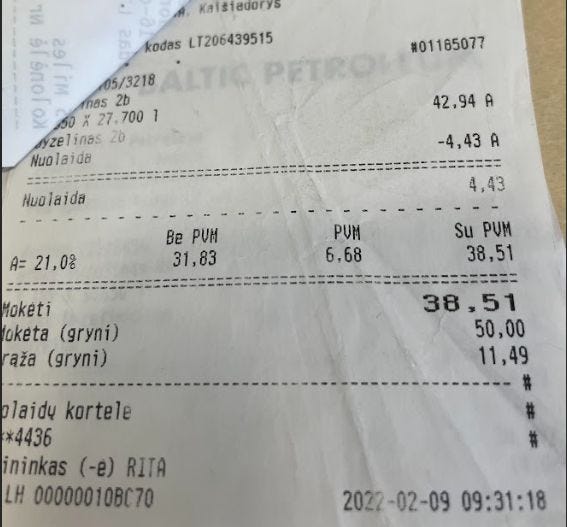 A. Kaišiadorys
kodas LT206439515
#01165077
BALTIC PETROLEUM
05/3218
nas 2b
550 X 27.700 l
42,94 A
yzelinas 2b
Nuolaida
-4,43 A
Nuolaida 4,43
Be PVM PVM Su PVM
A= 21,0% 31,83 6,68 38,51
Mokėti 38,51
Mokėta (gryni) 50,00
rąža (gryni) 11,49
#
olaidų kortelė #
**4436 #
ininkas (-ė) RITA
LH 00000010BC70 2022-02-09 09:31:18